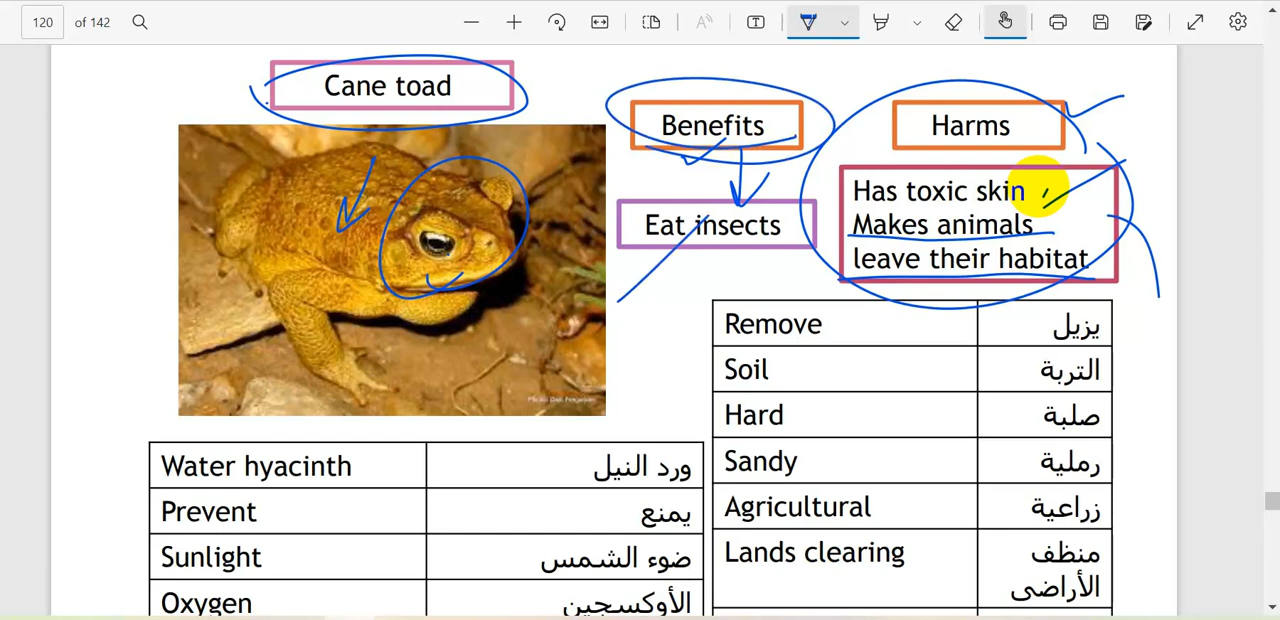 120 of 142
Cane toad
Benefits
Harms
Eat insects
Has toxic skin
Makes animals
leave their habitat
Remove يزيل
Soil التربة
Hard صلبة
Sandy رملية
Agricultural زراعية
Lands clearing منظف
الأراضى
Water hyacinth ورد النيل
Prevent يمنع
Sunlight ضوء الشمس
Oxygen الأوكسجين